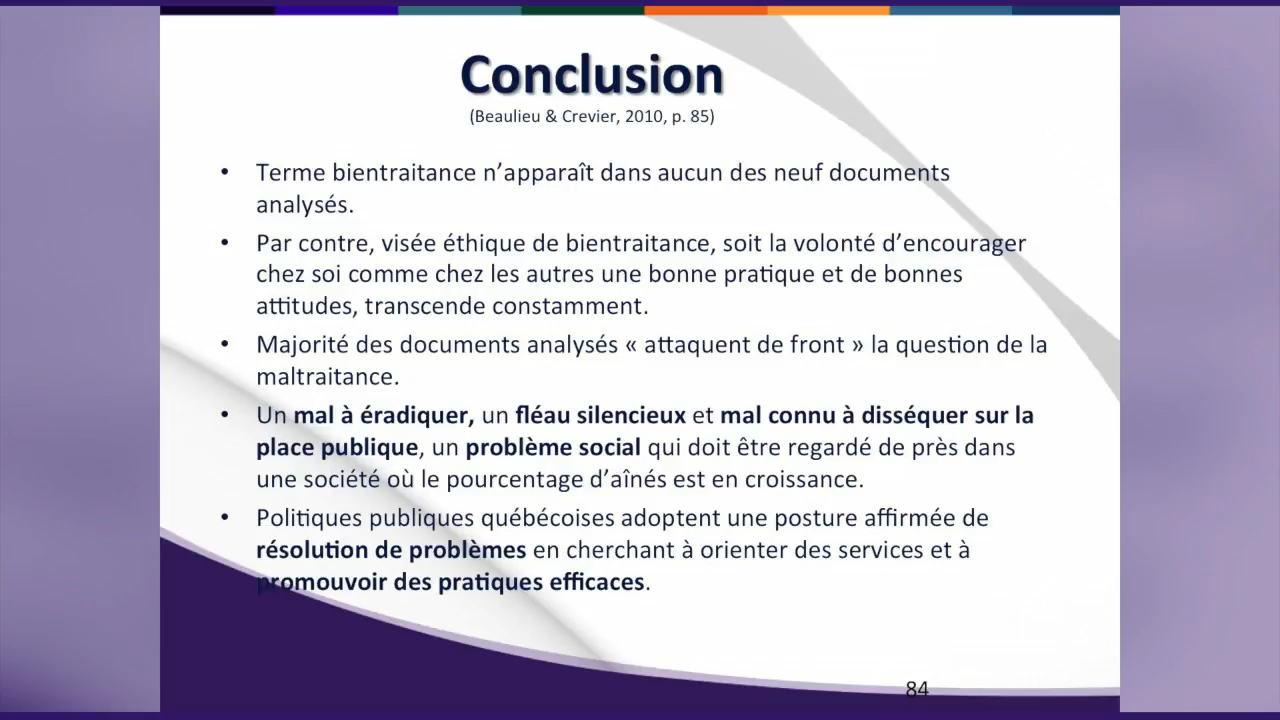 Conclusion
(Beaulieu & Crevier, 2010, p. 85)
• Terme bientraitance n’apparaît dans aucun des neuf documents
analysés.
• Par contre, visée éthique de bientraitance, soit la volonté d’encourager
chez soi comme chez les autres une bonne pratique et de bonnes
attitudes, transcende constamment.
• Majorité des documents analysés « attaquent de front » la question de la
maltraitance.
• Un mal à éradiquer, un fléau silencieux et mal connu à disséquer sur la
place publique, un problème social qui doit être regardé de près dans
une société où le pourcentage d’aînés est en croissance.
• Politiques publiques québécoises adoptent une posture affirmée de
résolution de problèmes en cherchant à orienter des services et à
promouvoir des pratiques efficaces.
84